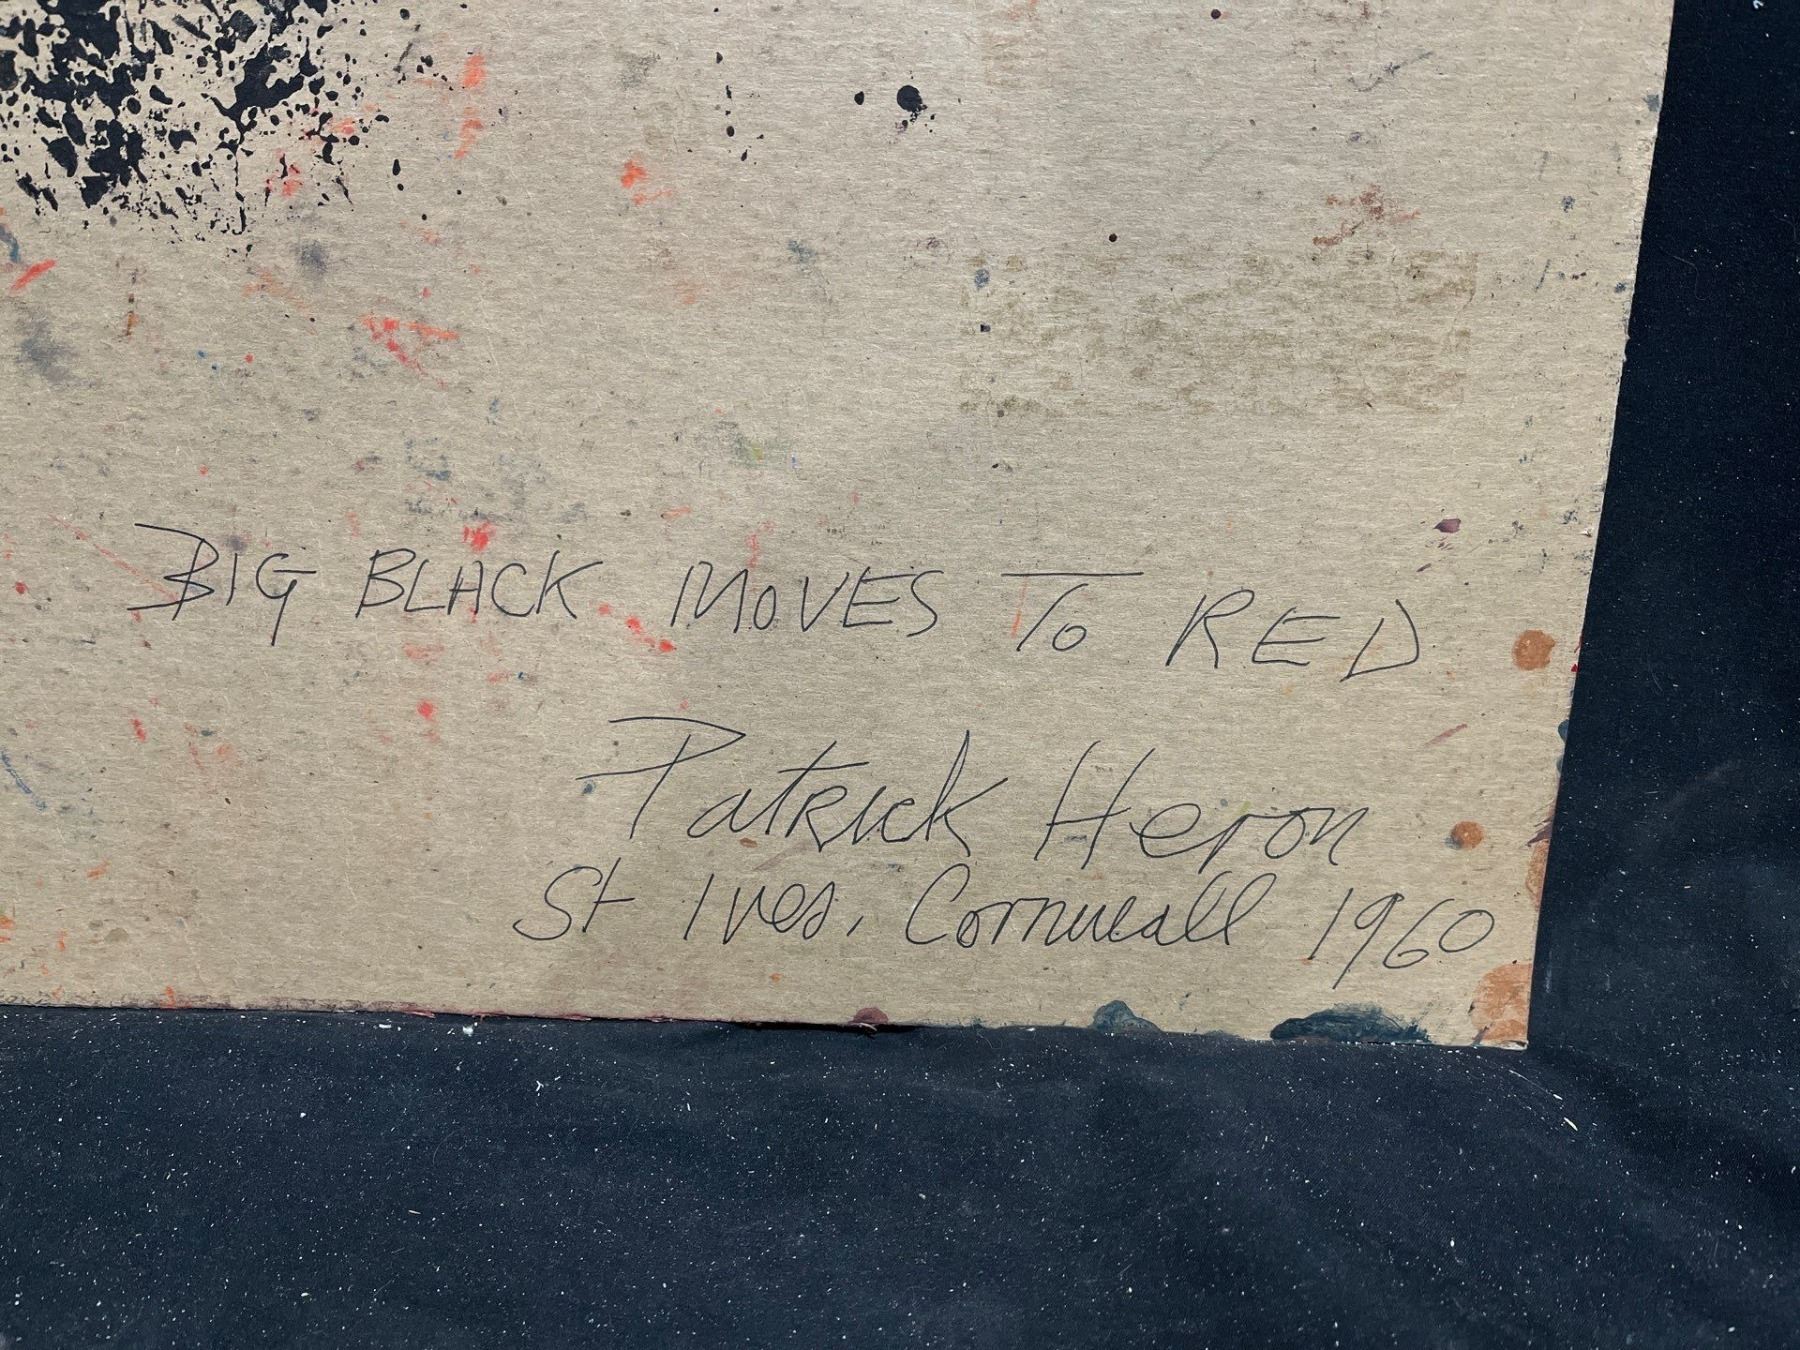 BIG BLACK MOVES TO RED
Patrick Heron
St Ives, Cornwall 1960